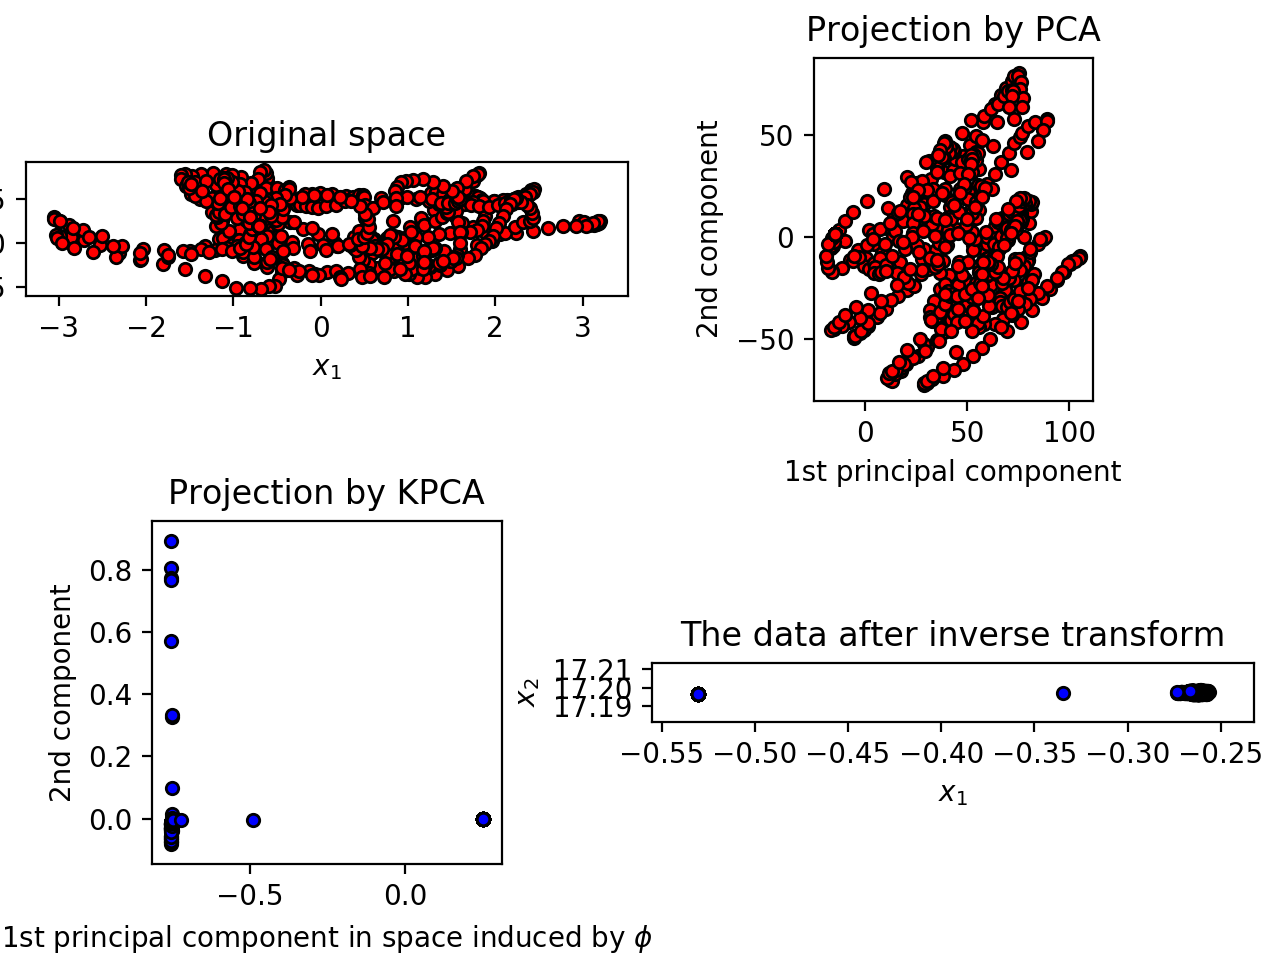 Original space
0
−3 −2 −1 0 1 2 3
x₁
Projection by PCA
2nd component
50
0
−50
0 50 100
1st principal component
Projection by KPCA
2nd component
0.8
0.6
0.4
0.2
0.0
−0.5 0.0
1st principal component in space induced by ϕ
The data after inverse transform
x₂
17.21
17.20
17.19
−0.55 −0.50 −0.45 −0.40 −0.35 −0.30 −0.25
x₁